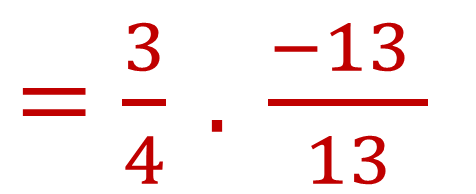 = 3/4 . −13/13